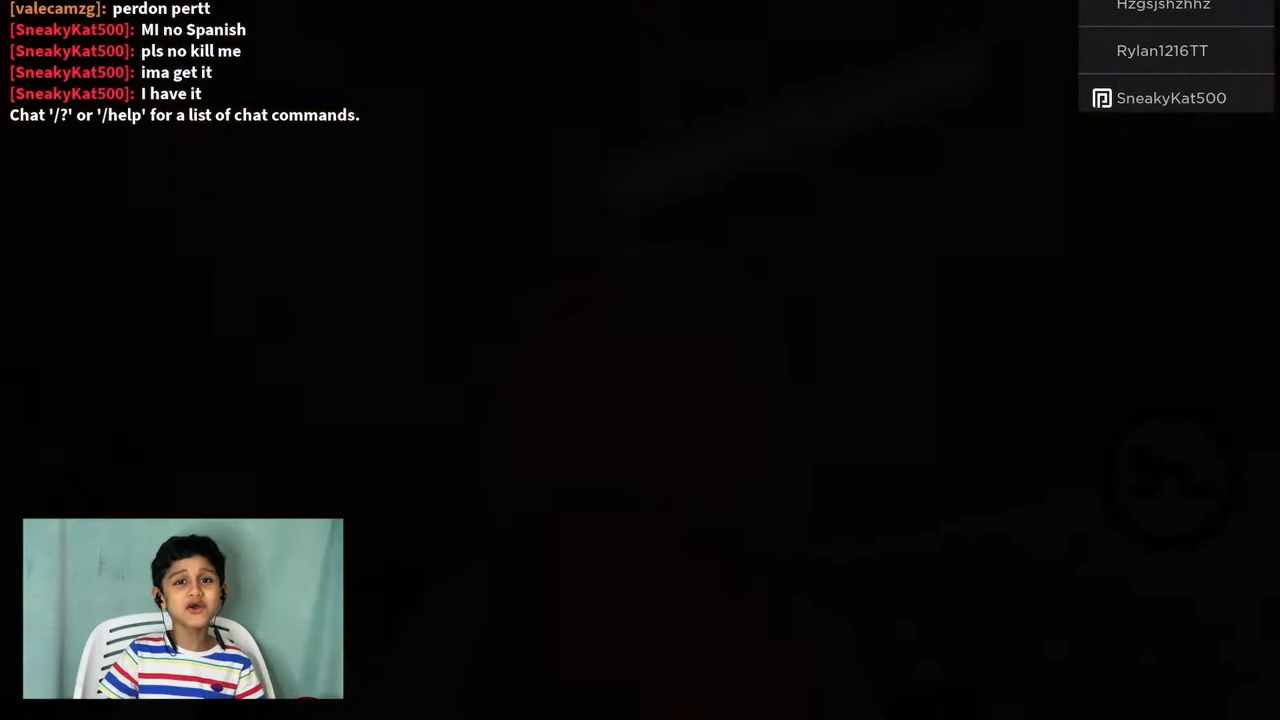 [valecamzg]: perdon pertt
[SneakyKat500]: MI no Spanish
[SneakyKat500]: pls no kill me
[SneakyKat500]: ima get it
[SneakyKat500]: I have it
Chat '/?' or '/help' for a list of chat commands.
Hzgsjshzhhz
Rylan1216TT
SneakyKat500